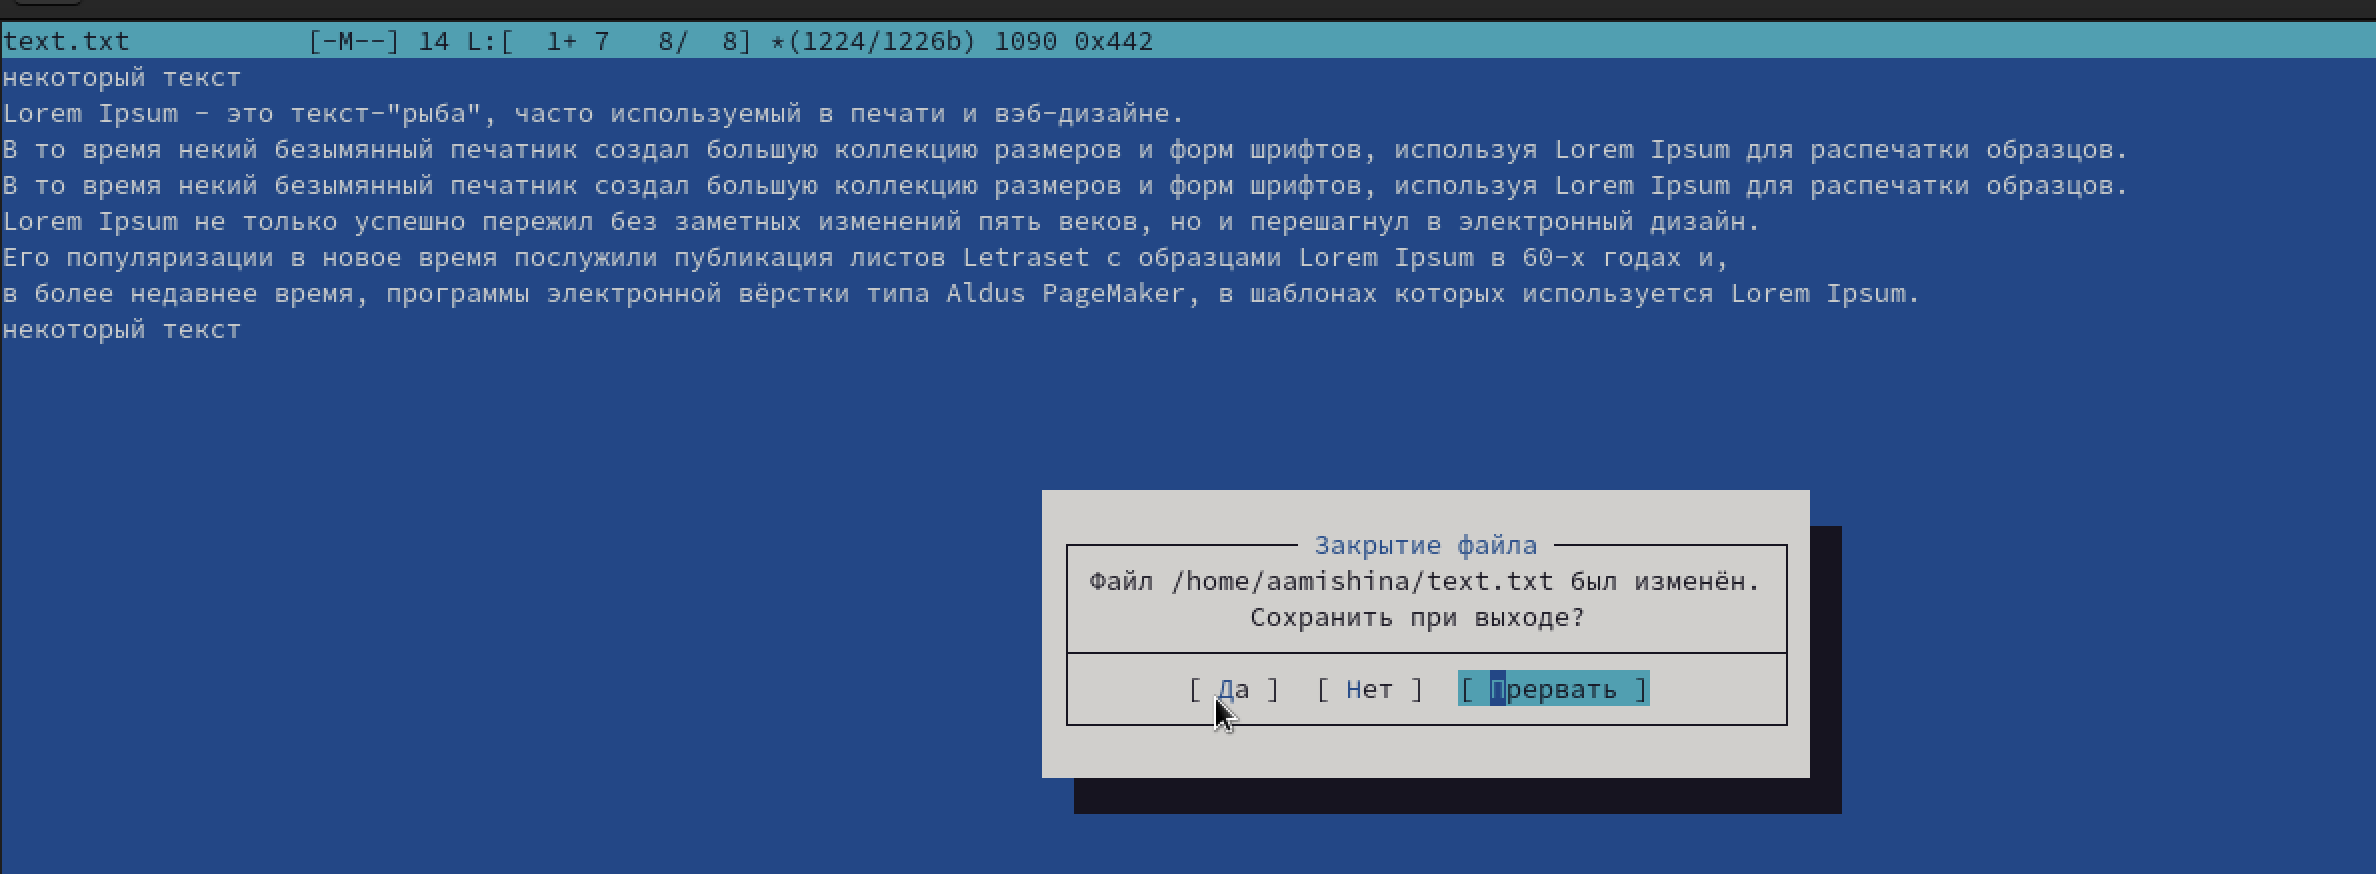 text.txt [-M--] 14 L:[ 1+ 7 8/ 8] *(1224/1226b) 1090 0x442
некоторый текст
Lorem Ipsum - это текст-"рыба", часто используемый в печати и вэб-дизайне.
В то время некий безымянный печатник создал большую коллекцию размеров и форм шрифтов, используя Lorem Ipsum для распечатки образцов.
В то время некий безымянный печатник создал большую коллекцию размеров и форм шрифтов, используя Lorem Ipsum для распечатки образцов.
Lorem Ipsum не только успешно пережил без заметных изменений пять веков, но и перешагнул в электронный дизайн.
Его популяризации в новое время послужили публикация листов Letraset с образцами Lorem Ipsum в 60-х годах и,
в более недавнее время, программы электронной вёрстки типа Aldus PageMaker, в шаблонах которых используется Lorem Ipsum.
некоторый текст
Закрытие файла
Файл /home/aamishina/text.txt был изменён.
Сохранить при выходе?
[ Да ] [ Нет ] [ Прервать ]